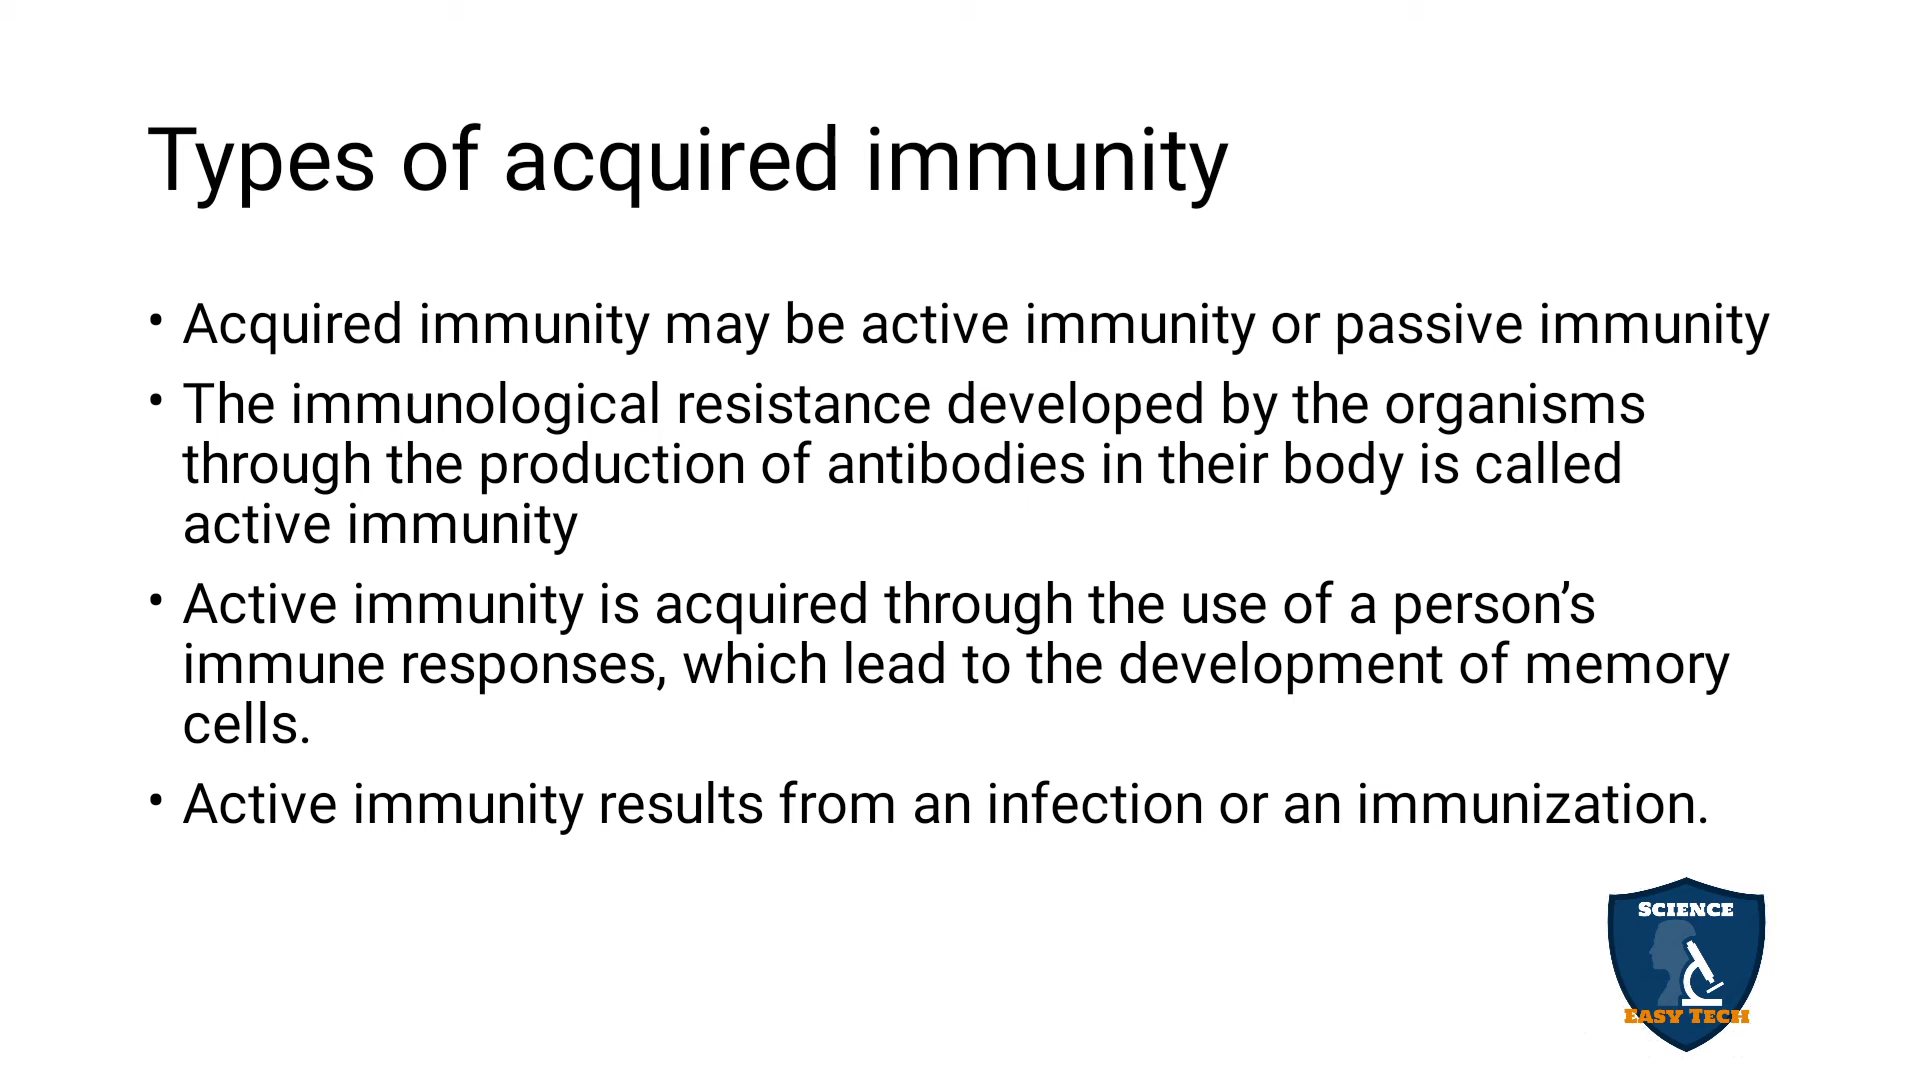 Types of acquired immunity
• Acquired immunity may be active immunity or passive immunity
• The immunological resistance developed by the organisms
through the production of antibodies in their body is called
active immunity
• Active immunity is acquired through the use of a person’s
immune responses, which lead to the development of memory
cells.
• Active immunity results from an infection or an immunization.
SCIENCE
EASY TECH